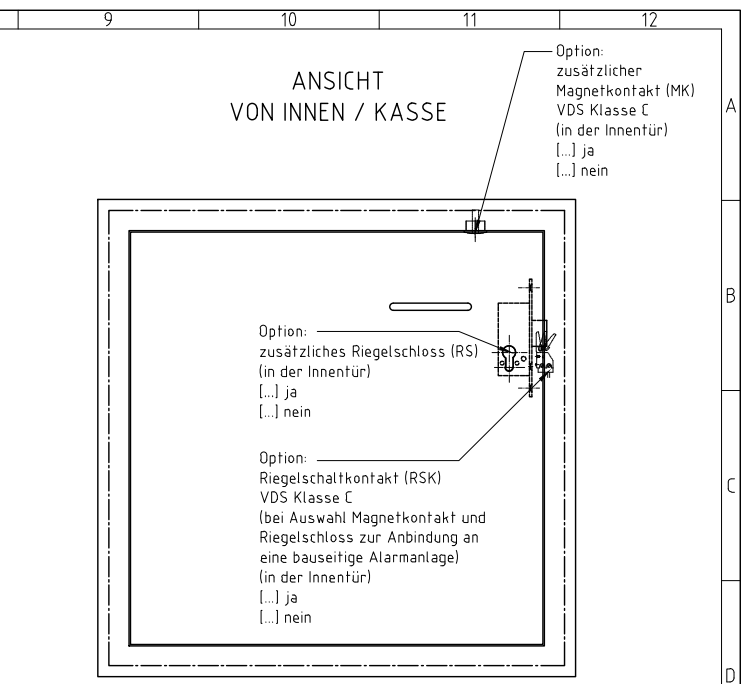 9 10 11 12
ANSICHT
VON INNEN / KASSE
Option:
zusätzlicher
Magnetkontakt (MK)
VDS Klasse C
(in der Innentür)
[...] ja
[...] nein
A
B
Option:
zusätzliches Riegelschloss (RS)
(in der Innentür)
[...] ja
[...] nein
Option:
Riegelschaltkontakt (RSK)
VDS Klasse C
(bei Auswahl Magnetkontakt und
Riegelschloss zur Anbindung an
eine bauseitige Alarmanlage)
(in der Innentür)
[...] ja
[...] nein
C
D